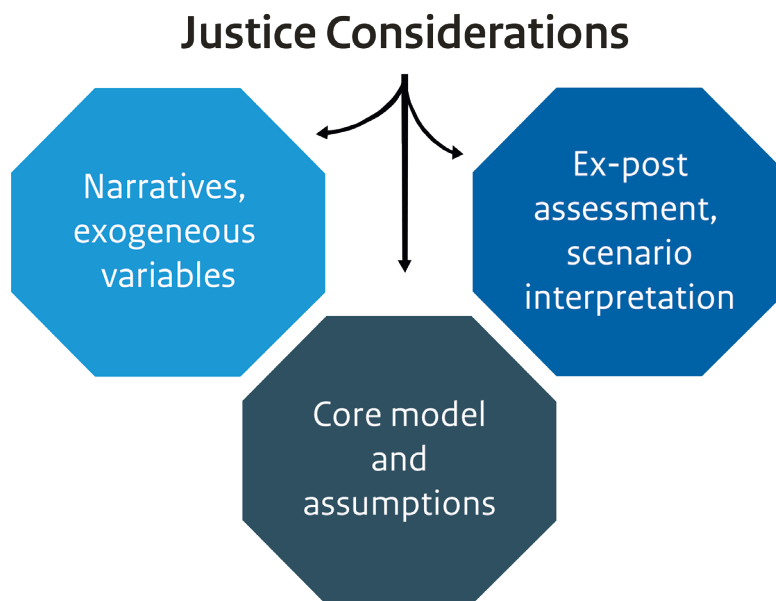 Justice Considerations
Narratives,
exogeneous
variables
Ex-post
assessment,
scenario
interpretation
Core model
and
assumptions